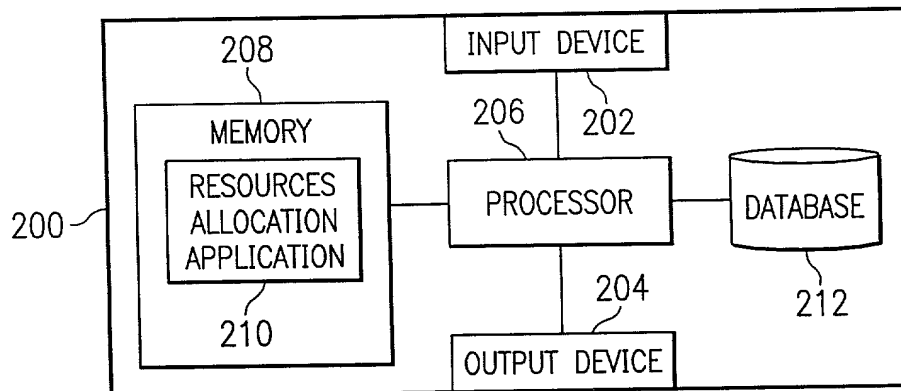 INPUT DEVICE
208
MEMORY
206
202
RESOURCES
ALLOCATION
APPLICATION
PROCESSOR
DATABASE
200
210
204
212
OUTPUT DEVICE